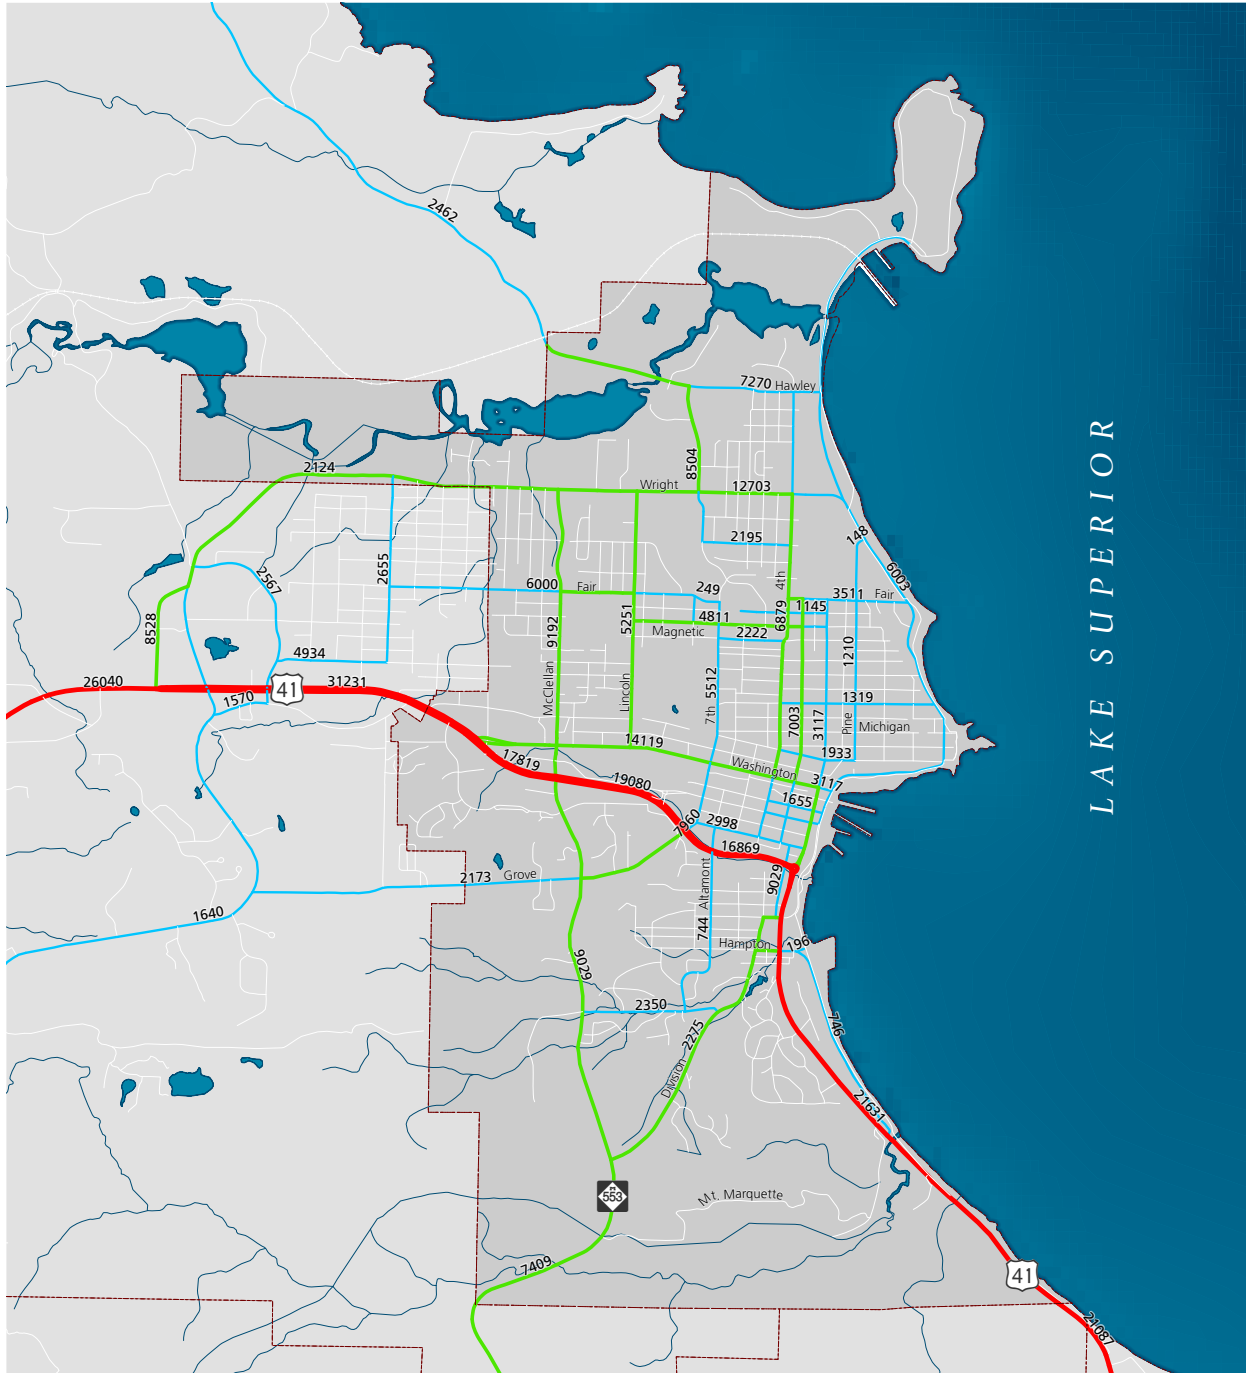 2462
7270 Hawley
2124
8504
Wright
12703
2195
148
2655
2567
6000
Fair
249
4th
3511
Fair
6003
1145
8528
9192
5251
4811
6879
Magnetic
2222
1210
4934
26040
41
31231
1570
McClellan
Lincoln
7th
5512
1319
7003
3117
Pine
Michigan
14119
1933
Washington
17819
19080
3117
1655
7960
2998
16869
2173
Grove
Altamont
9029
1640
744
Hampton
196
9029
2350
746
2275
Division
21631
M
553
Mt. Marquette
7409
41
21087
LAKE SUPERIOR